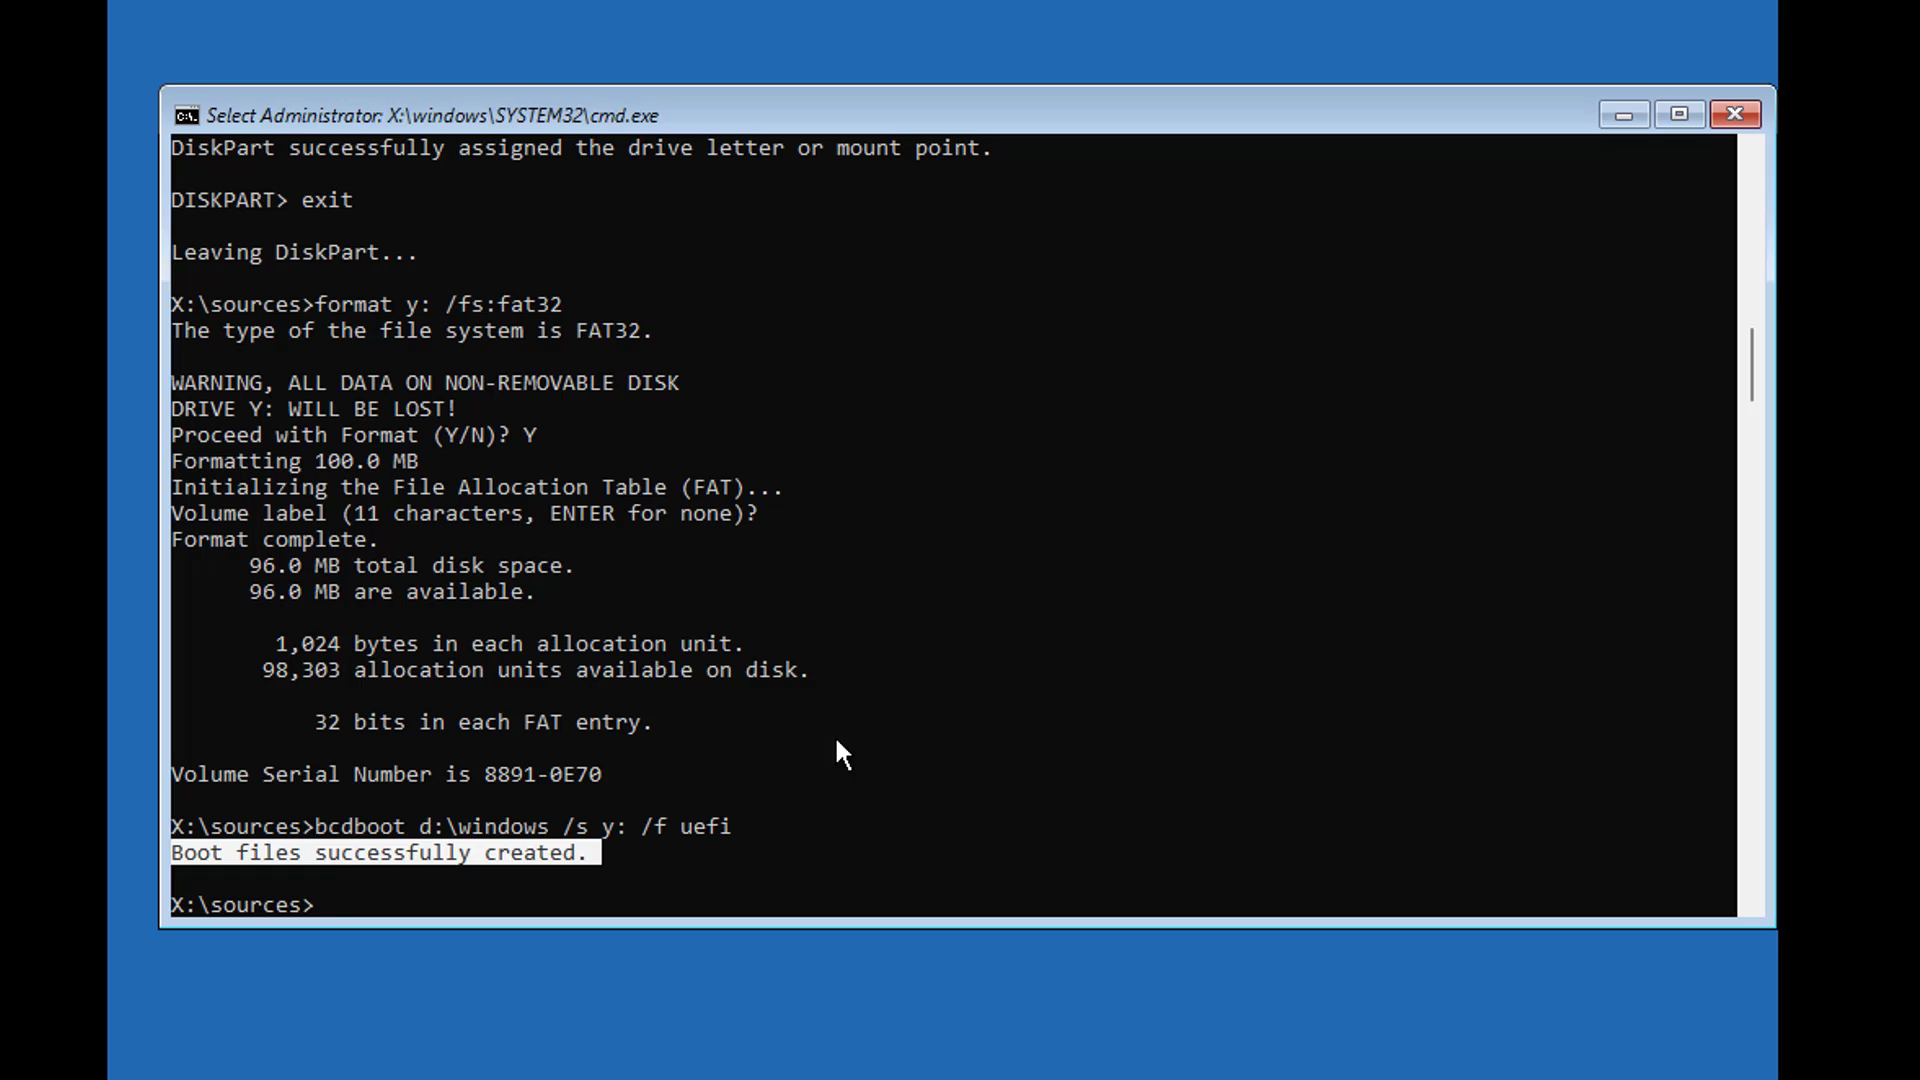 Select Administrator: X:\windows\SYSTEM32\cmd.exe
DiskPart successfully assigned the drive letter or mount point.
DISKPART> exit
Leaving DiskPart...
X:\sources>format y: /fs:fat32
The type of the file system is FAT32.
WARNING, ALL DATA ON NON-REMOVABLE DISK
DRIVE Y: WILL BE LOST!
Proceed with Format (Y/N)? Y
Formatting 100.0 MB
Initializing the File Allocation Table (FAT)...
Volume label (11 characters, ENTER for none)?
Format complete.
96.0 MB total disk space.
96.0 MB are available.
1,024 bytes in each allocation unit.
98,303 allocation units available on disk.
32 bits in each FAT entry.
Volume Serial Number is 8891-0E70
X:\sources>bcdboot d:\windows /s y: /f uefi
Boot files successfully created.
X:\sources>